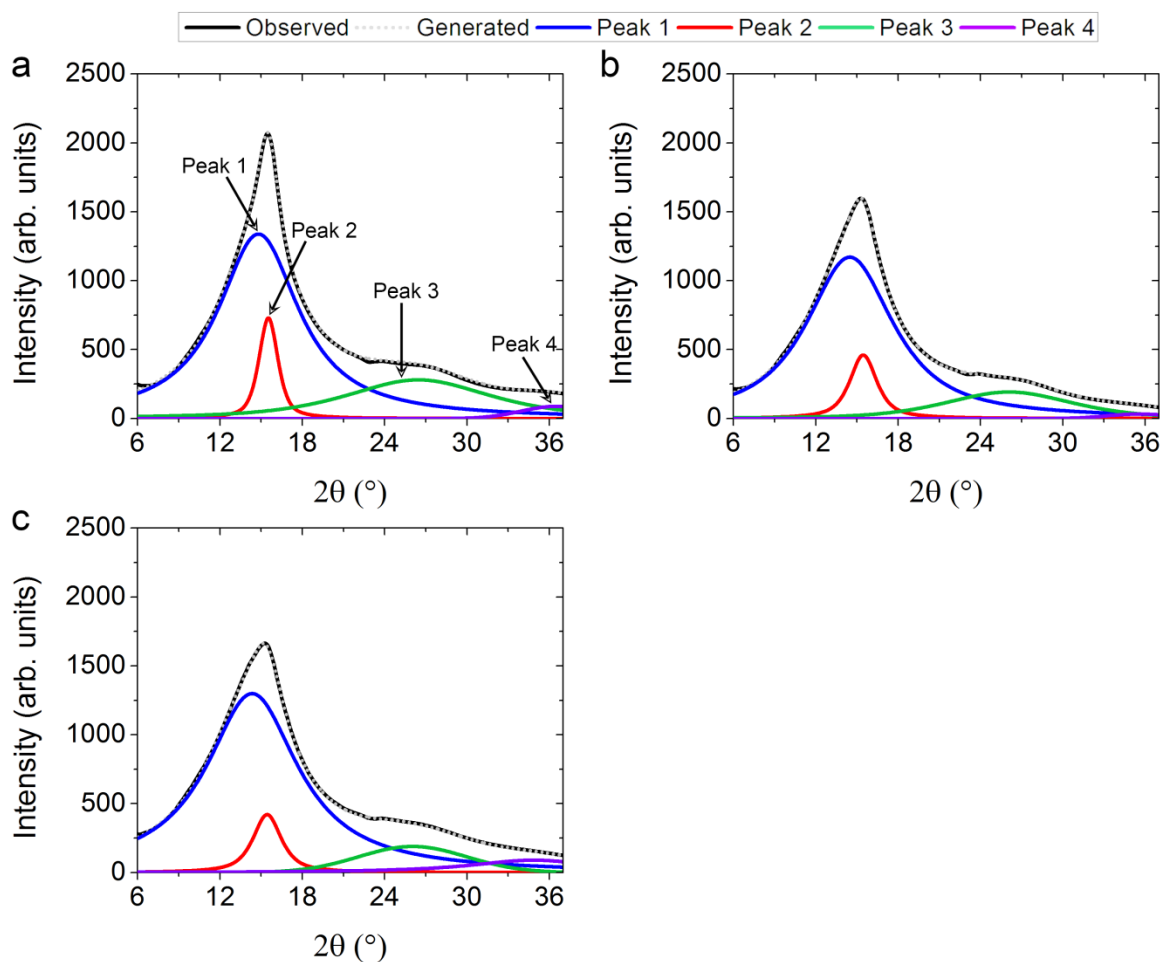 Observed Generated Peak 1 Peak 2 Peak 3 Peak 4
a
2500
2000
1500
1000
500
0
Intensity (arb. units)
Peak 1
Peak 2
Peak 3
Peak 4
6 12 18 24 30 36
2θ (°)
b
2500
2000
1500
1000
500
0
Intensity (arb. units)
6 12 18 24 30 36
2θ (°)
c
2500
2000
1500
1000
500
0
Intensity (arb. units)
6 12 18 24 30 36
2θ (°)